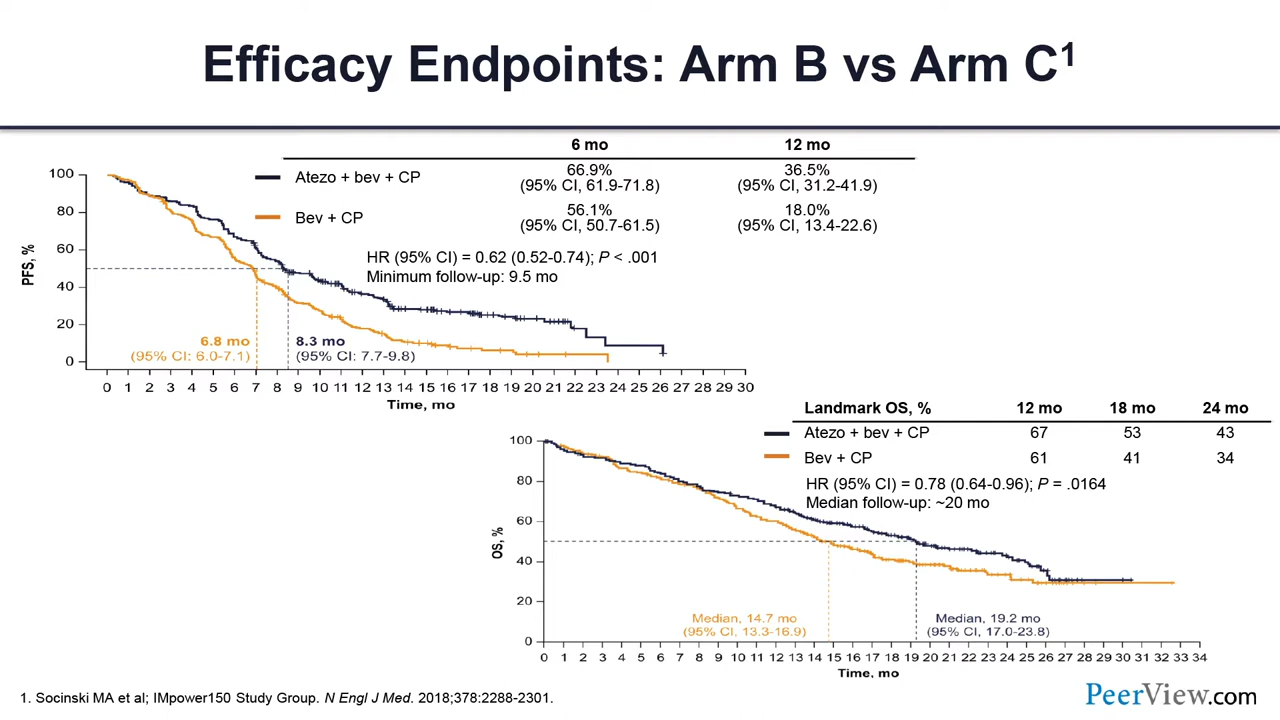 Efficacy Endpoints: Arm B vs Arm C1
6 mo 12 mo
Atezo + bev + CP 66.9% 36.5%
(95% CI, 61.9-71.8) (95% CI, 31.2-41.9)
Bev + CP 56.1% 18.0%
(95% CI, 50.7-61.5) (95% CI, 13.4-22.6)
HR (95% CI) = 0.62 (0.52-0.74); P < .001
Minimum follow-up: 9.5 mo
PFS, %
100
80
60
40
20
0
6.8 mo
(95% CI: 6.0-7.1)
8.3 mo
(95% CI: 7.7-9.8)
0 1 2 3 4 5 6 7 8 9 10 11 12 13 14 15 16 17 18 19 20 21 22 23 24 25 26 27 28 29 30
Time, mo
Landmark OS, % 12 mo 18 mo 24 mo
Atezo + bev + CP 67 53 43
Bev + CP 61 41 34
HR (95% CI) = 0.78 (0.64-0.96); P = .0164
Median follow-up: ~20 mo
OS, %
100
80
60
40
20
0
Median, 14.7 mo
(95% CI, 13.3-16.9)
Median, 19.2 mo
(95% CI, 17.0-23.8)
0 1 2 3 4 5 6 7 8 9 10 11 12 13 14 15 16 17 18 19 20 21 22 23 24 25 26 27 28 29 30 31 32 33 34
Time, mo
1. Socinski MA et al; IMpower150 Study Group. N Engl J Med. 2018;378:2288-2301.
PeerView.com